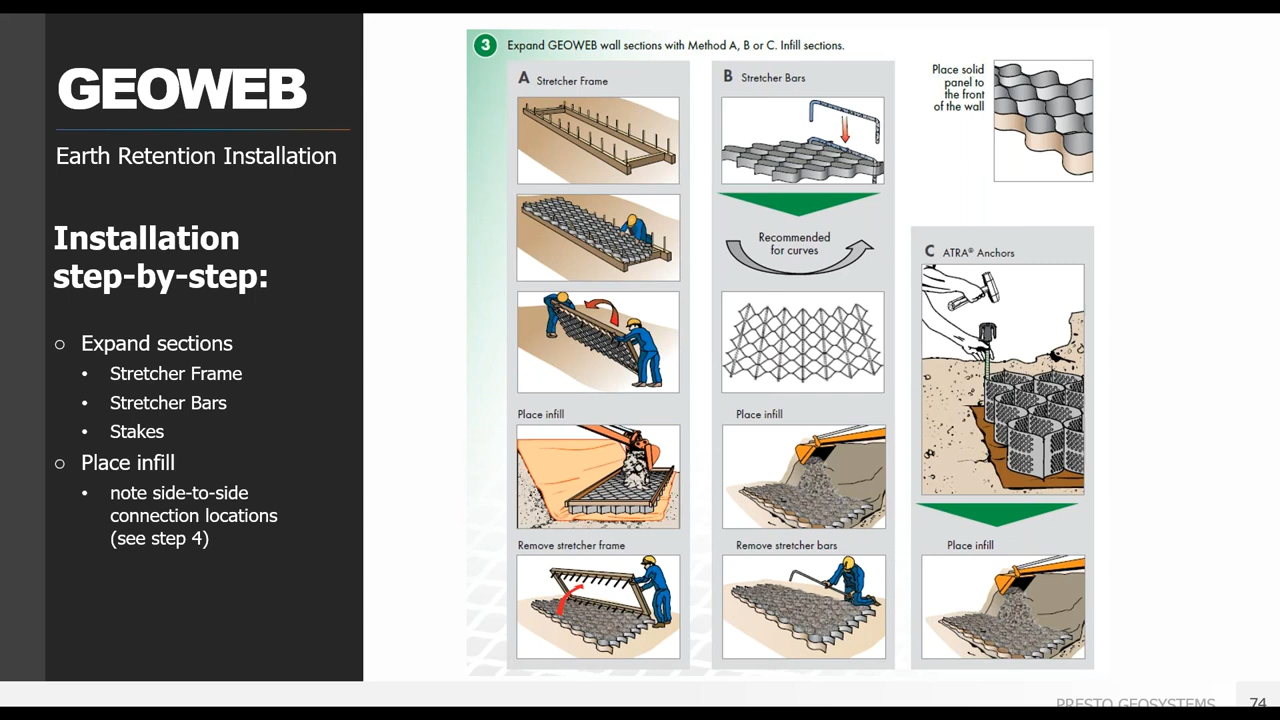 GEOWEB
Earth Retention Installation
Installation
step-by-step:
○ Expand sections
• Stretcher Frame
• Stretcher Bars
• Stakes
○ Place infill
• note side-to-side
connection locations
(see step 4)
3 Expand GEOWEB wall sections with Method A, B or C. Infill sections.
A Stretcher Frame
Place infill
Remove stretcher frame
B Stretcher Bars
Recommended
for curves
Place infill
Remove stretcher bars
Place solid
panel to
the front
of the wall
C ATRA® Anchors
Place infill
PRESTO GEOSYSTEMS
74